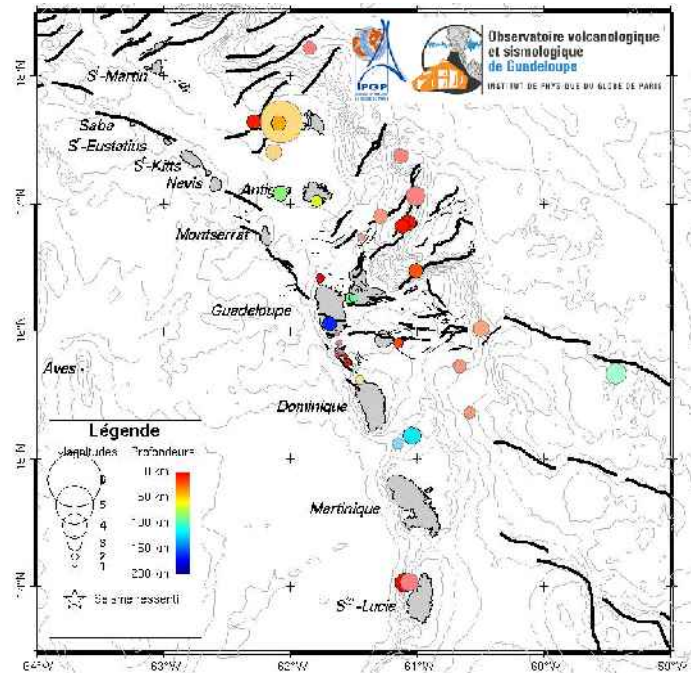 Observatoire volcanologique
et sismologique
de Guadeloupe
INSTITUT DE PHYSIQUE DU GLOBE DE PARIS
IPGP
Sᵗ-Martin
Saba
Sᵗ-Eustatius
Sᵗ-Kitts
Nevis
Montserrat
Guadeloupe
Aves
Dominique
Martinique
Sᵗᵉ-Lucie
Légende
Profondeurs
0 km
50 km
100 km
150 km
200 km
6
5
4
3
2
1
Séisme ressenti
64°W
63°W
62°W
61°W
60°W
59°W